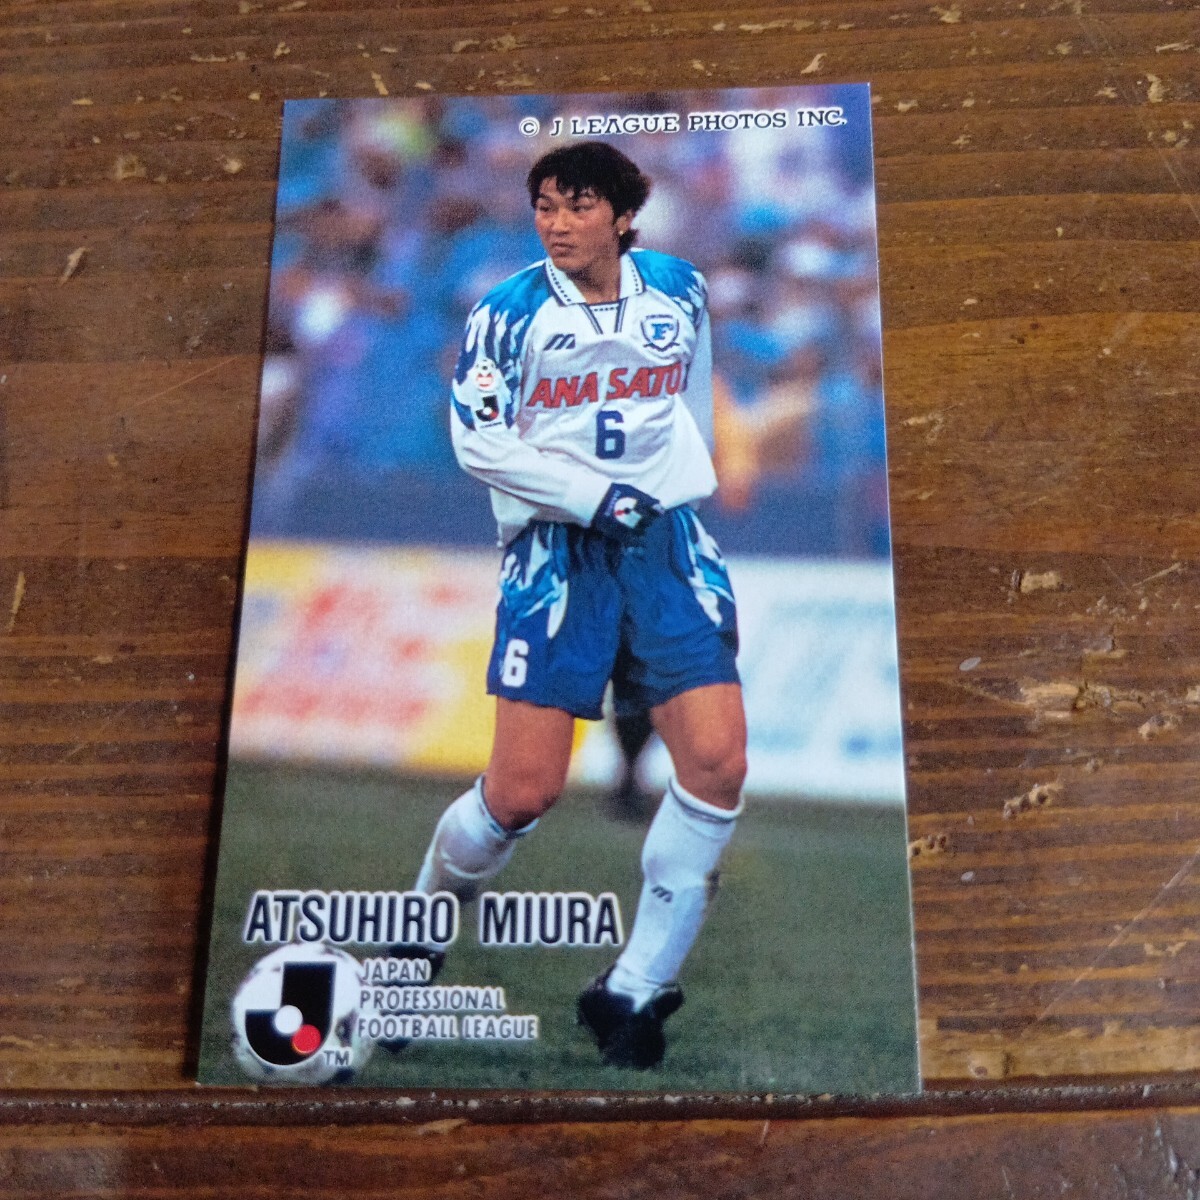 © J LEAGUE PHOTOS INC.
F
ANA SATO
6
6
ATSUHIRO MIURA
JAPAN
PROFESSIONAL
FOOTBALL LEAGUE
TM